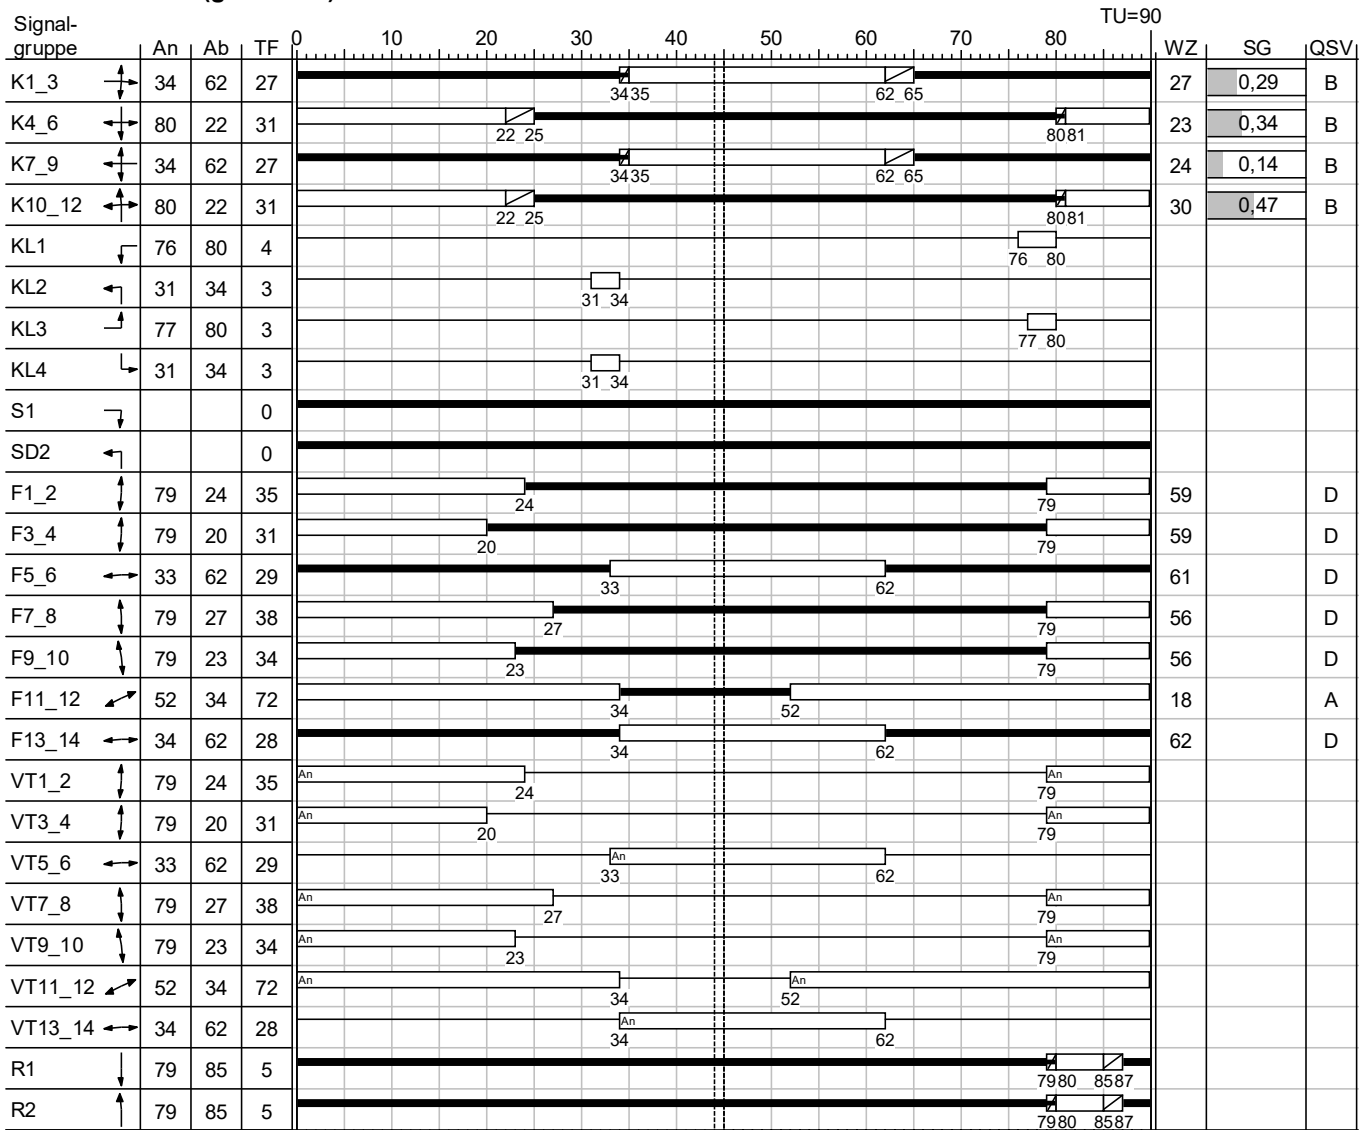 TU=90
Signal-
gruppe An Ab TF 0 10 20 30 40 50 60 70 80 WZ SG QSV
K1_3 34 62 27 27 0,29 B
34 35 62 65
K4_6 80 22 31 23 0,34 B
22 25 80 81
K7_9 34 62 27 24 0,14 B
34 35 62 65
K10_12 80 22 31 30 0,47 B
22 25 80 81
KL1 76 80 4
76 80
KL2 31 34 3
31 34
KL3 77 80 3
77 80
KL4 31 34 3
31 34
S1 0
SD2 0
F1_2 79 24 35 59 D
24 79
F3_4 79 20 31 59 D
20 79
F5_6 33 62 29 61 D
33 62
F7_8 79 27 38 56 D
27 79
F9_10 79 23 34 56 D
23 79
F11_12 52 34 72 18 A
34 52
F13_14 34 62 28 62 D
34 62
VT1_2 79 24 35 An An
24 79
VT3_4 79 20 31 An An
20 79
VT5_6 33 62 29 An
33 62
VT7_8 79 27 38 An An
27 79
VT9_10 79 23 34 An An
23 79
VT11_12 52 34 72 An An
34 52
VT13_14 34 62 28 An
34 62
R1 79 85 5
79 80 85 87
R2 79 85 5
79 80 85 87